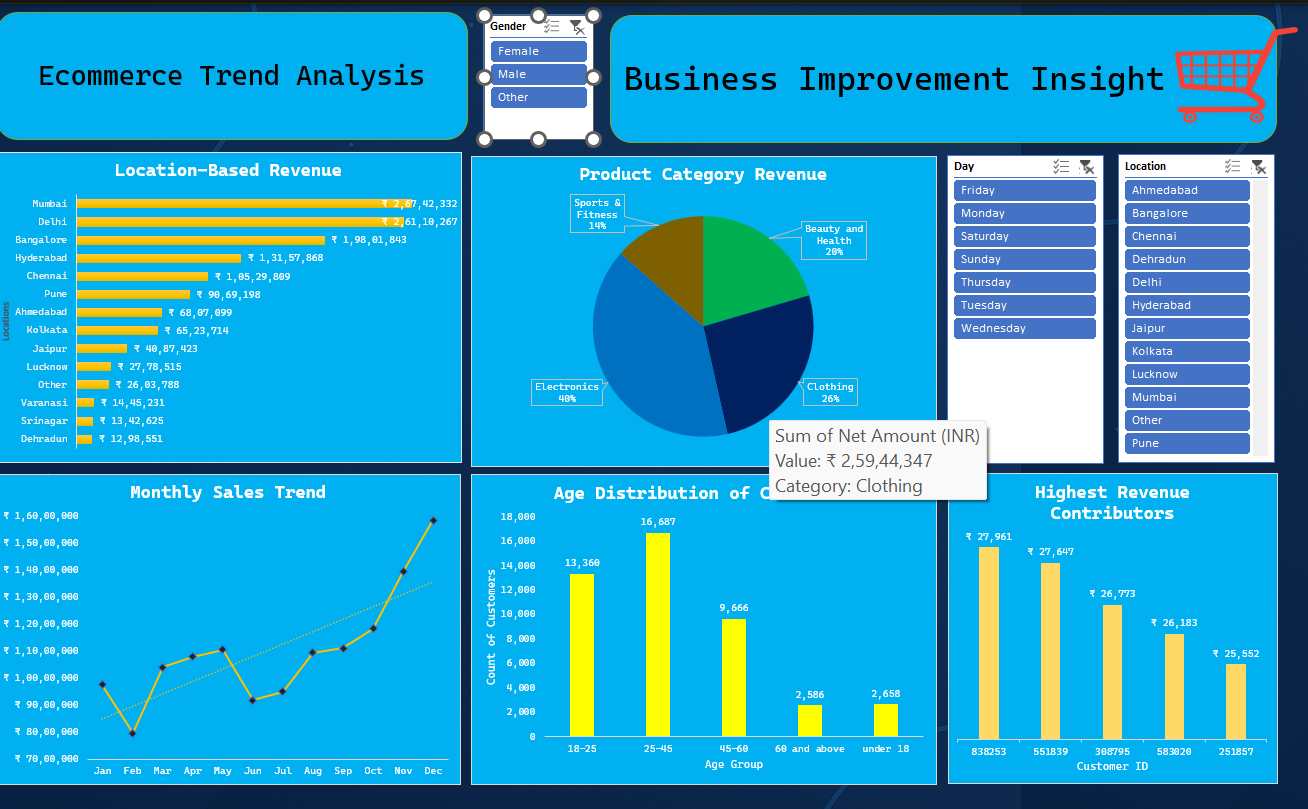 Ecommerce Trend Analysis
Gender
Female
Male
Other
Business Improvement Insight
Location-Based Revenue
Locations
Mumbai ₹ 2,67,42,332
Delhi ₹ 2,61,10,267
Bangalore ₹ 1,98,01,843
Hyderabad ₹ 1,31,57,868
Chennai ₹ 1,05,29,809
Pune ₹ 90,69,198
Ahmedabad ₹ 68,07,099
Kolkata ₹ 65,23,714
Jaipur ₹ 40,87,423
Lucknow ₹ 27,78,515
Other ₹ 26,03,788
Varanasi ₹ 14,45,231
Srinagar ₹ 13,42,625
Dehradun ₹ 12,98,551
Product Category Revenue
Sports &
Fitness
14%
Beauty and
Health
20%
Electronics
40%
Clothing
26%
Sum of Net Amount (INR)
Value: ₹ 2,59,44,347
Category: Clothing
Day
Friday
Monday
Saturday
Sunday
Thursday
Tuesday
Wednesday
Location
Ahmedabad
Bangalore
Chennai
Dehradun
Delhi
Hyderabad
Jaipur
Kolkata
Lucknow
Mumbai
Other
Pune
Monthly Sales Trend
₹ 1,60,00,000
₹ 1,50,00,000
₹ 1,40,00,000
₹ 1,30,00,000
₹ 1,20,00,000
₹ 1,10,00,000
₹ 1,00,00,000
₹ 90,00,000
₹ 80,00,000
₹ 70,00,000
Jan Feb Mar Apr May Jun Jul Aug Sep Oct Nov Dec
Age Distribution of C
Count of Customers
18,000
16,000
14,000
12,000
10,000
8,000
6,000
4,000
2,000
0
13,360 16,687 9,666 2,586 2,658
18-25 25-45 45-60 60 and above under 18
Age Group
Highest Revenue
Contributors
₹ 27,961
₹ 27,647
₹ 26,773
₹ 26,183
₹ 25,552
838253 551839 308795 583020 251857
Customer ID